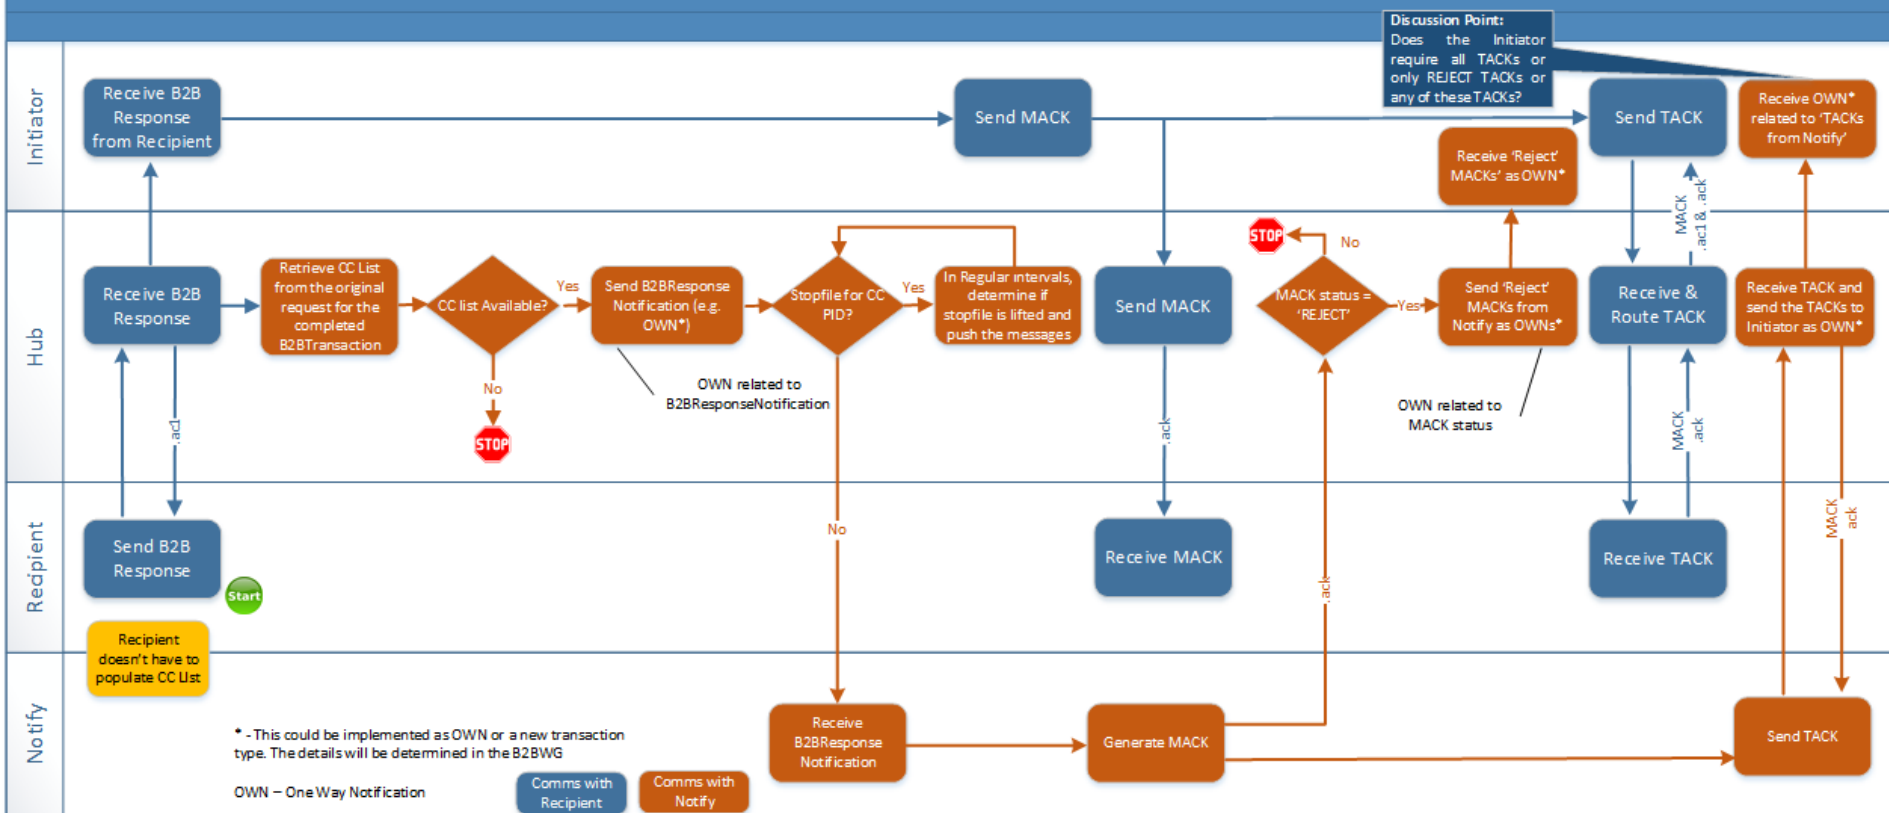 Discussion Point:
Does the Initiator
require all TACKs or
only REJECT TACKs or
any of these TACKs?
Initiator
Receive B2B
Response
from Recipient
Send MACK
Send TACK
Receive OWN*
related to ‘TACKs
from Notify’
Receive ‘Reject’
MACKs’ as OWN*
MACK
.ac1 & .ack
Hub
Receive B2B
Response
Retrieve CC List
from the original
request for the
completed
B2BTransaction
CC list Available?
Yes
Send B2BResponse
Notification (e.g.
OWN*)
Stopfile for CC
PID?
Yes
In Regular intervals,
determine if
stopfile is lifted and
push the messages
Send MACK
STOP
No
MACK status =
‘REJECT’
Yes
Send ‘Reject’
MACKs from
Notify as OWNs*
Receive &
Route TACK
Receive TACK and
send the TACKs to
Initiator as OWN*
No
STOP
OWN related to
B2BResponseNotification
OWN related to
MACK status
.ac1
.ack
MACK
.ack
Recipient
Send B2B
Response
Start
No
Receive MACK
.ack
Receive TACK
MACK
ack
Recipient
doesn't have to
populate CC List
Notify
* - This could be implemented as OWN or a new transaction
type. The details will be determined in the B2BWG
OWN – One Way Notification
Comms with
Recipient
Comms with
Notify
Receive
B2BResponse
Notification
Generate MACK
Send TACK